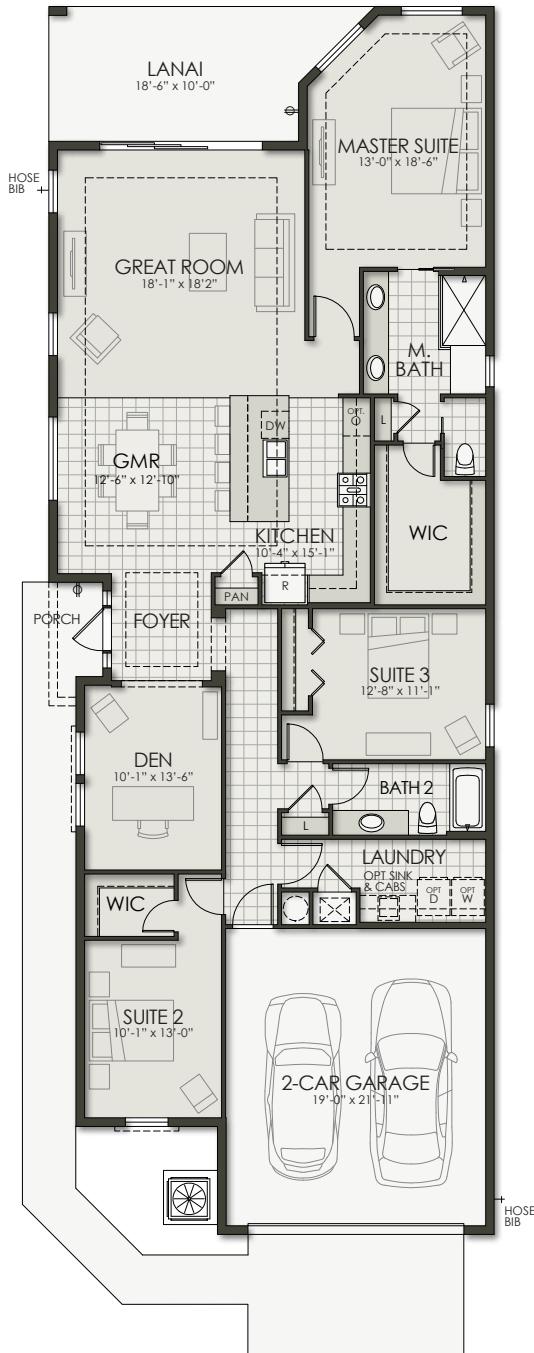 LANAI
18'-6" x 10'-0"
HOSE
BIB
MASTER SUITE
13'-0" x 18'-6"
GREAT ROOM
18'-1" x 18'2"
M.
BATH
L
OPT.
O
DW
GMR
12'-6" x 12'-10"
WIC
KITCHEN
10'-4" x 15'-1"
R
PAN
PORCH
FOYER
SUITE 3
12'-8" x 11'-1"
DEN
10'-1" x 13'-6"
BATH 2
L
LAUNDRY
OPT SINK
& CABS
OPT
D
OPT
W
WIC
SUITE 2
10'-1" x 13'-0"
2-CAR GARAGE
19'-0" x 21'-11"
HOSE
BIB